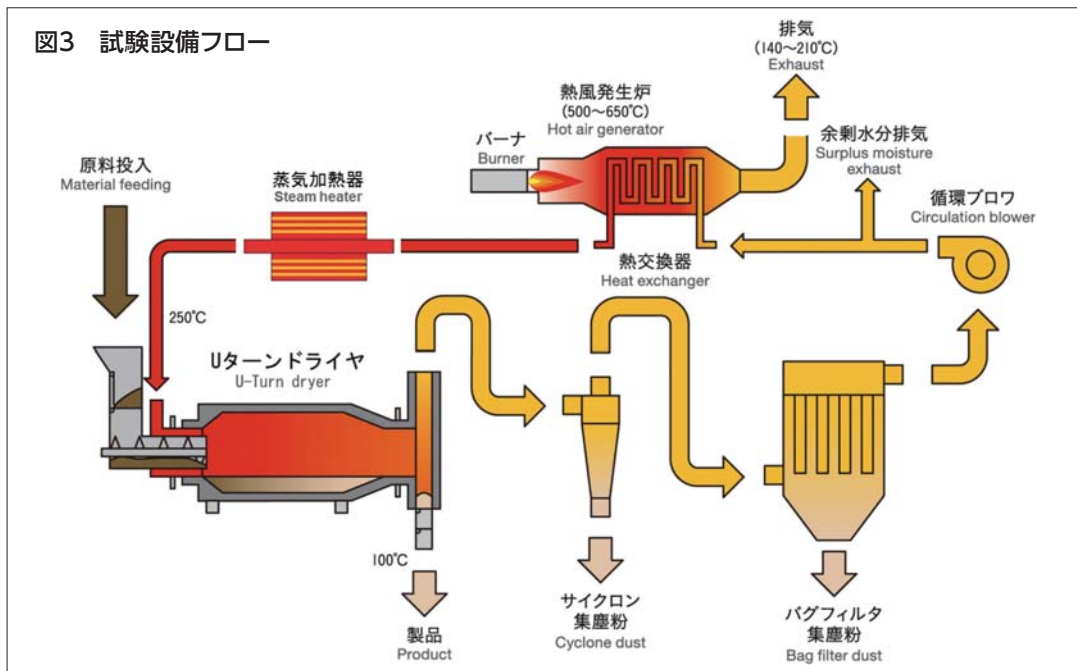 図3 試験設備フロー
排気
(140～210℃)
Exhaust
熱風発生炉
(500～650℃)
Hot air generator
バーナ
Burner
余剰水分排気
Surplus moisture
exhaust
原料投入
Material feeding
蒸気加熱器
Steam heater
循環ブロワ
Circulation blower
熱交換器
Heat exchanger
250℃
Uターンドライヤ
U-Turn dryer
100℃
製品
Product
サイクロン
集塵粉
Cyclone dust
バグフィルタ
集塵粉
Bag filter dust